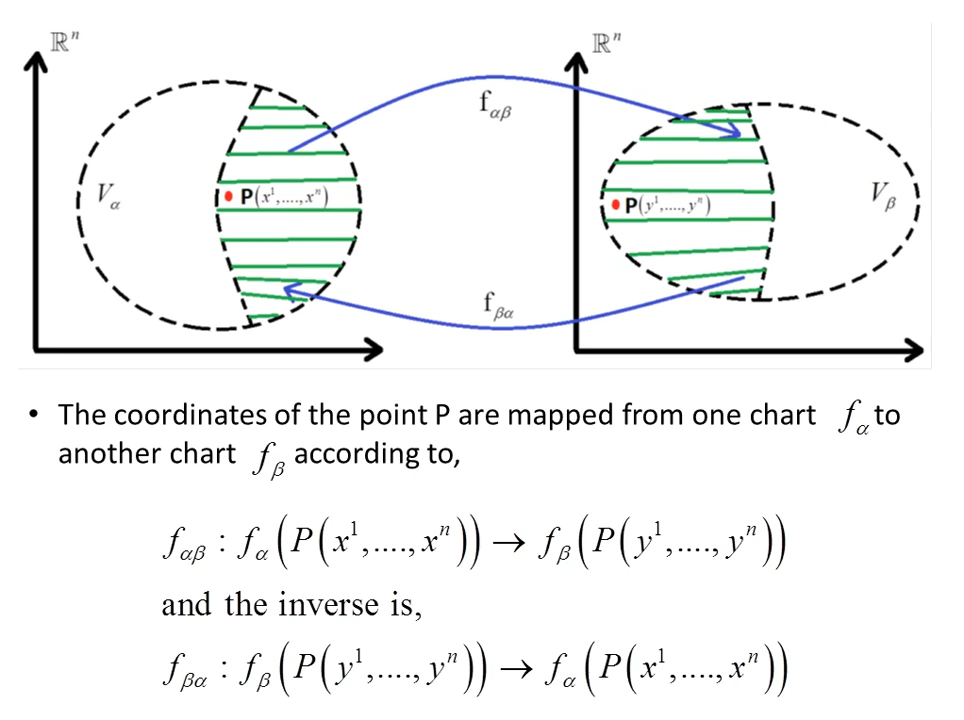 ℝⁿ
ℝⁿ
f_αβ
V_α
P(x¹,....,xⁿ)
P(y¹,....,yⁿ)
V_β
f_βα
• The coordinates of the point P are mapped from one chart f_α to
another chart f_β according to,
f_αβ : f_α(P(x¹,....,xⁿ)) → f_β(P(y¹,....,yⁿ))
and the inverse is,
f_βα : f_β(P(y¹,....,yⁿ)) → f_α(P(x¹,....,xⁿ))